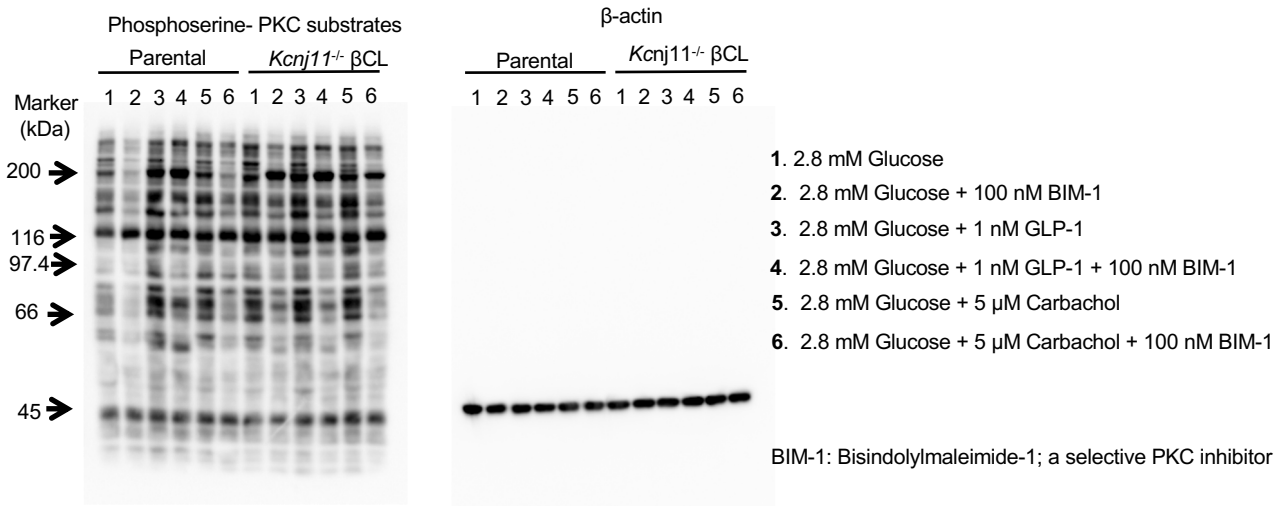 Phosphoserine- PKC substrates
Parental Kcnj11-/- βCL
1 2 3 4 5 6 1 2 3 4 5 6
Marker
(kDa)
200
116
97.4
66
45
β-actin
Parental Kcnj11-/- βCL
1 2 3 4 5 6 1 2 3 4 5 6
1. 2.8 mM Glucose
2. 2.8 mM Glucose + 100 nM BIM-1
3. 2.8 mM Glucose + 1 nM GLP-1
4. 2.8 mM Glucose + 1 nM GLP-1 + 100 nM BIM-1
5. 2.8 mM Glucose + 5 µM Carbachol
6. 2.8 mM Glucose + 5 µM Carbachol + 100 nM BIM-1
BIM-1: Bisindolylmaleimide-1; a selective PKC inhibitor